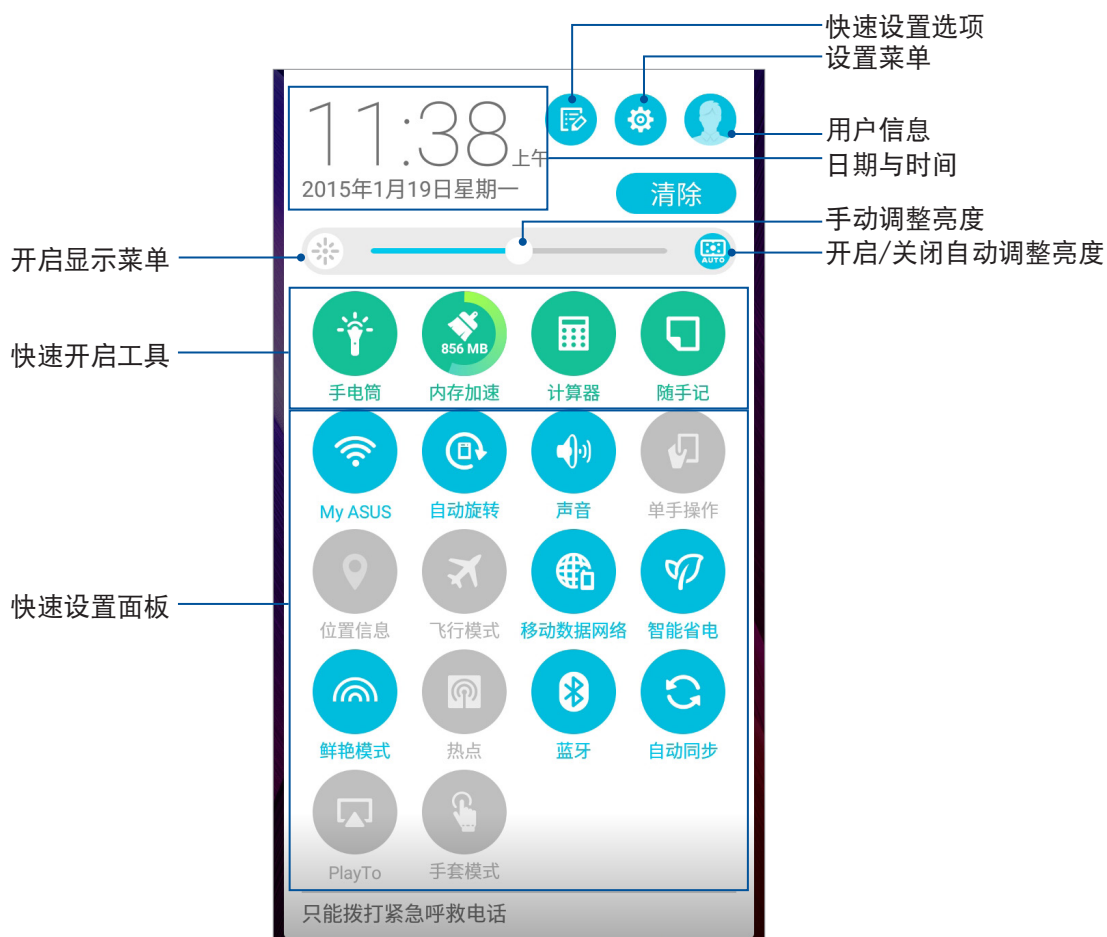 快速设置选项
设置菜单
用户信息
日期与时间
11:38上午
2015年1月19日星期一
清除
手动调整亮度
开启/关闭自动调整亮度
AUTO
开启显示菜单
快速开启工具
856 MB
手电筒 内存加速 计算器 随手记
My ASUS 自动旋转 声音 单手操作
快速设置面板
位置信息 飞行模式 移动数据网络 智能省电
鲜艳模式 热点 蓝牙 自动同步
PlayTo 手套模式
只能拨打紧急呼救电话